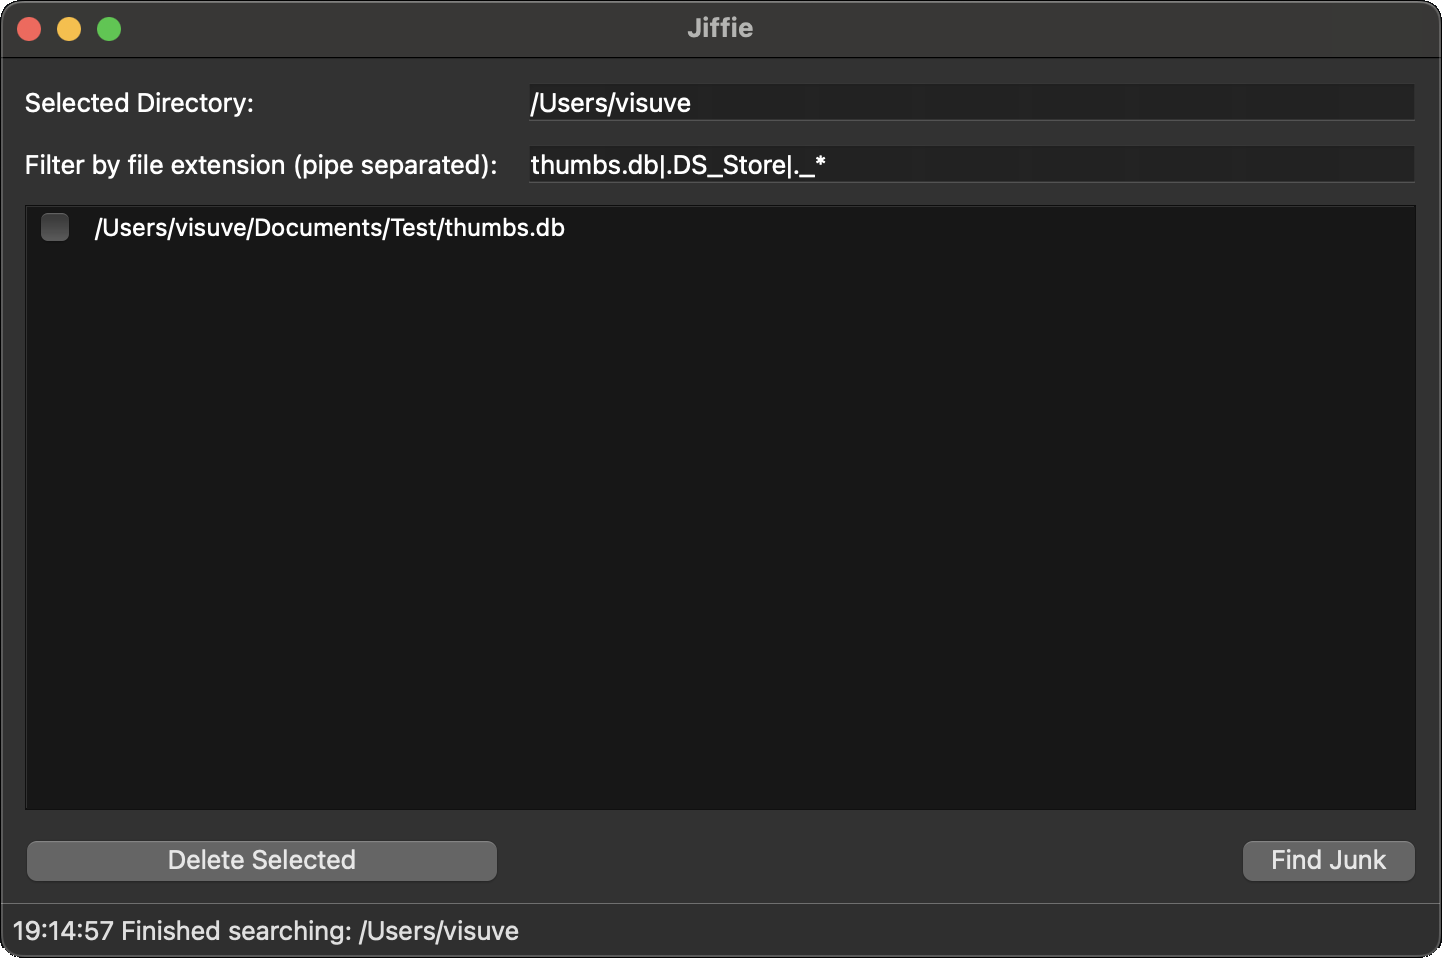 Jiffie
Selected Directory: /Users/visuve
Filter by file extension (pipe separated): thumbs.db|.DS_Store|._*
/Users/visuve/Documents/Test/thumbs.db
Delete Selected Find Junk
19:14:57 Finished searching: /Users/visuve